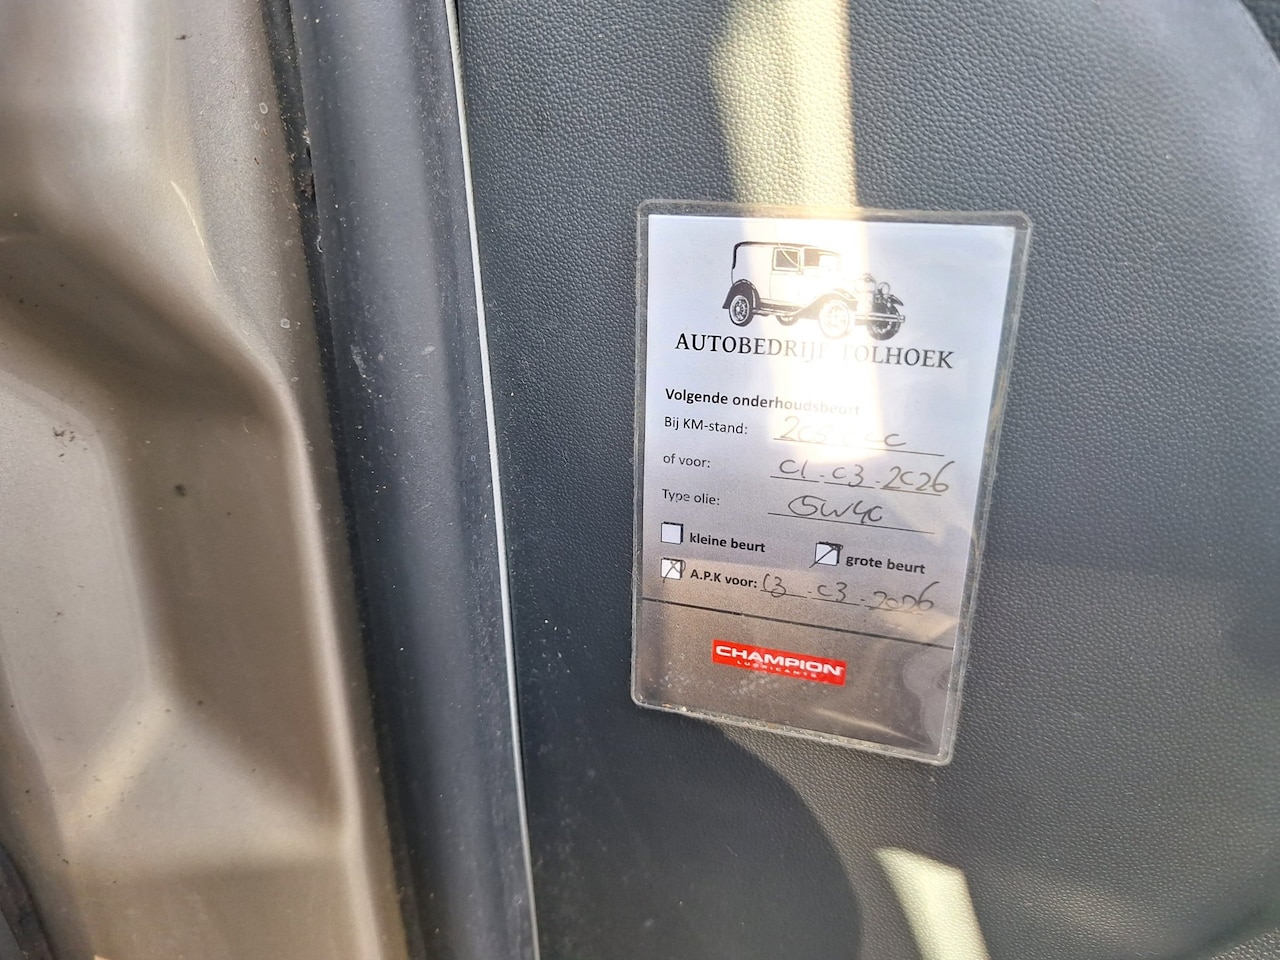 AUTOBEDRIJF TOLHOEK
Volgende onderhoudsbeurt
Bij KM-stand:
of voor: 01-03-2026
Type olie: 5W40
kleine beurt grote beurt
A.P.K voor: 13-03-2026
CHAMPION
LUBRICANTS